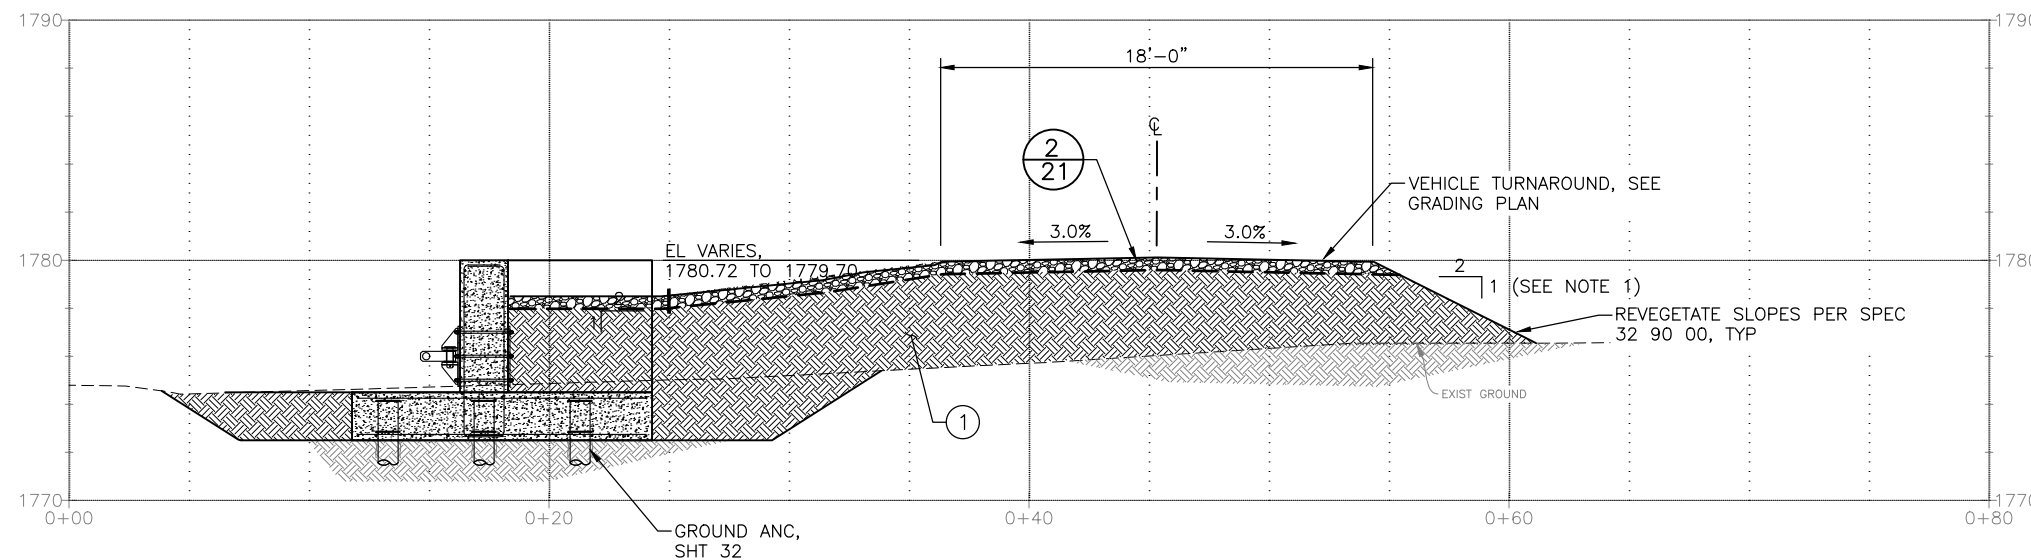 1790
1790
18'-0"
℄
2
21
VEHICLE TURNAROUND, SEE
GRADING PLAN
3.0%
3.0%
EL VARIES,
1780.72 TO 1779.70
1780
1780
2
1 (SEE NOTE 1)
2
1
REVEGETATE SLOPES PER SPEC
32 90 00, TYP
EXIST GROUND
1
1770
1770
0+00
0+20
0+40
0+60
0+80
GROUND ANC,
SHT 32